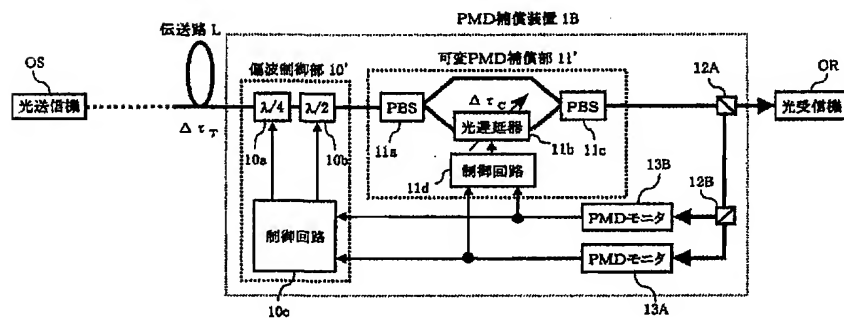 PMD補償装置 1B
伝送路 L
可変PMD補償部 11'
偏波制御部 10'
OS
12A
OR
光送信機
λ/4
λ/2
PBS
Δτc
PBS
光受信機
ΔτT
光遅延器
10a
10b
11a
11b
11c
11d
制御回路
13B
12B
PMDモニタ
制御回路
PMDモニタ
10c
13A